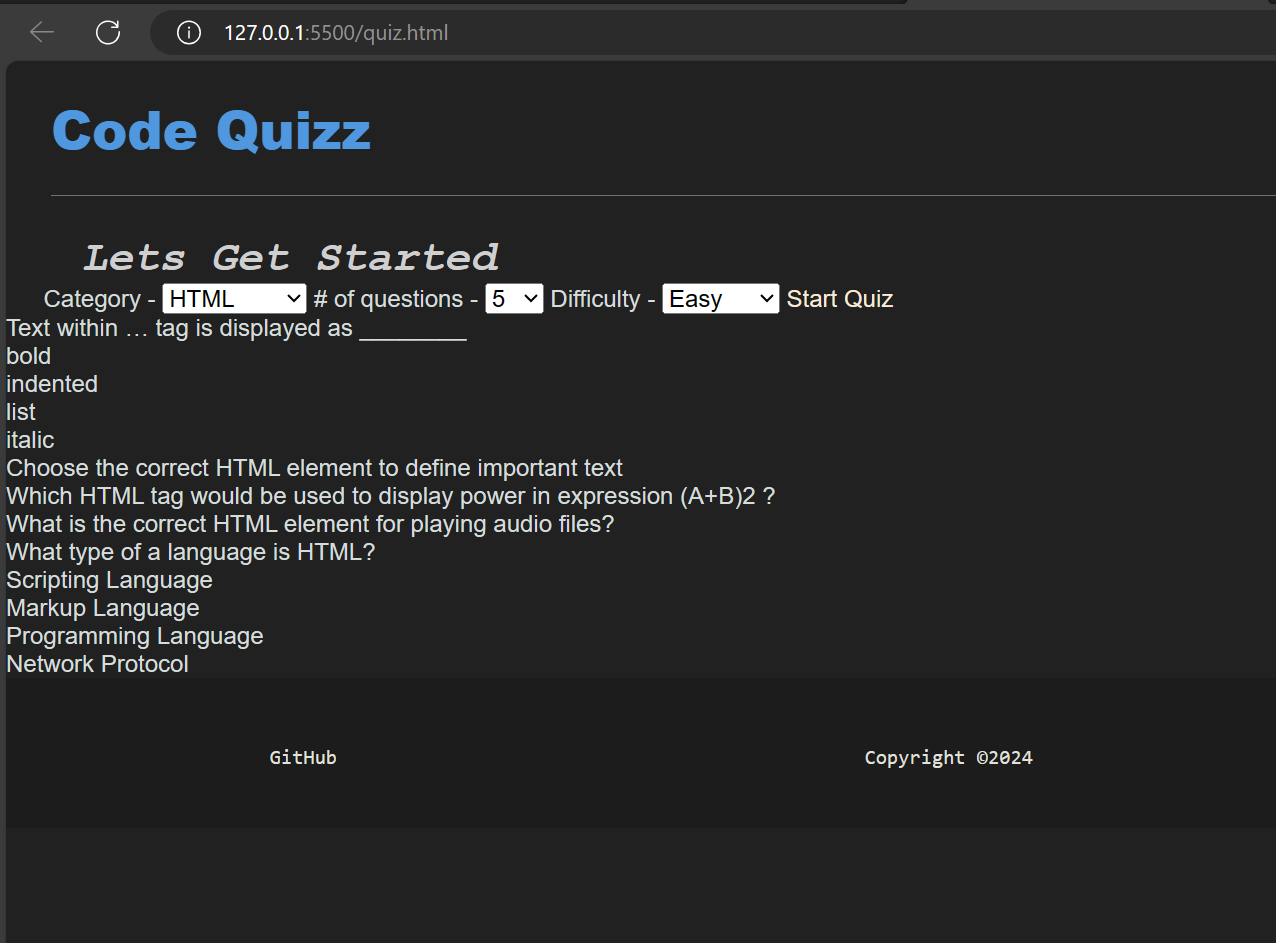 127.0.0.1:5500/quiz.html
Code Quizz
Lets Get Started
Category - HTML # of questions - 5 Difficulty - Easy Start Quiz
Text within … tag is displayed as ________
bold
indented
list
italic
Choose the correct HTML element to define important text
Which HTML tag would be used to display power in expression (A+B)2 ?
What is the correct HTML element for playing audio files?
What type of a language is HTML?
Scripting Language
Markup Language
Programming Language
Network Protocol
GitHub Copyright ©2024